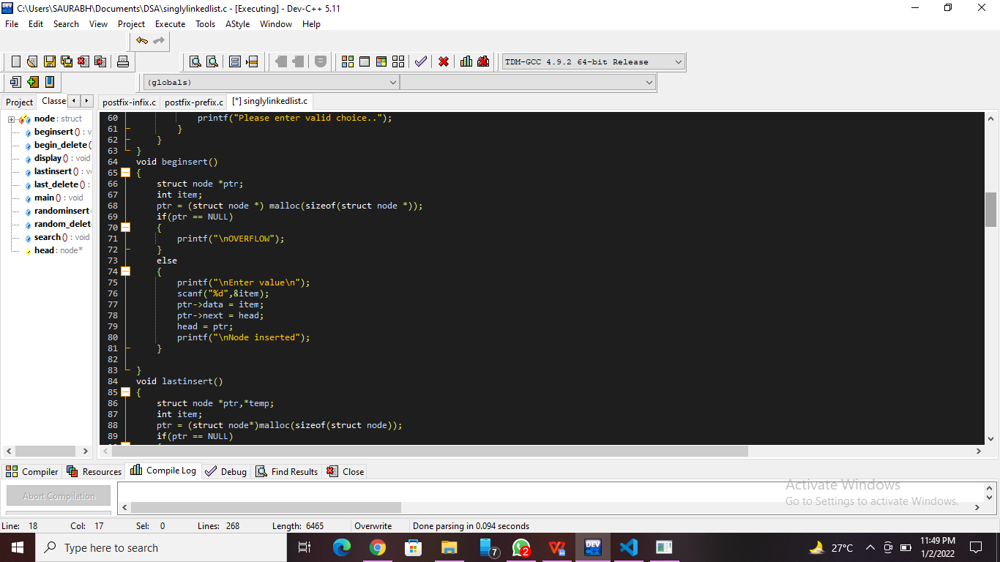 C:\Users\SAURABH\Documents\DSA\singlylinkedlist.c - [Executing] - Dev-C++ 5.11
File Edit Search View Project Execute Tools AStyle Window Help
TDM-GCC 4.9.2 64-bit Release
(globals)
Project Classe postfix-infix.c postfix-prefix.c [*] singlylinkedlist.c
node : struct
beginsert () : v
begin_delete (
display () : void
lastinsert () : v
last_delete () :
main () : void
randominsert
random_delet
search () : void
head : node*
60 printf("Please enter valid choice..");
61 }
62 }
63 }
64 void beginsert()
65 {
66 struct node *ptr;
67 int item;
68 ptr = (struct node *) malloc(sizeof(struct node *));
69 if(ptr == NULL)
70 {
71 printf("\nOVERFLOW");
72 }
73 else
74 {
75 printf("\nEnter value\n");
76 scanf("%d",&item);
77 ptr->data = item;
78 ptr->next = head;
79 head = ptr;
80 printf("\nNode inserted");
81 }
82
83 }
84 void lastinsert()
85 {
86 struct node *ptr,*temp;
87 int item;
88 ptr = (struct node*)malloc(sizeof(struct node));
89 if(ptr == NULL)
Compiler Resources Compile Log Debug Find Results Close
Abort Compilation
Activate Windows
Go to Settings to activate Windows.
Line: 18 Col: 17 Sel: 0 Lines: 268 Length: 6465 Overwrite Done parsing in 0.094 seconds
Type here to search
7
2
DEV
27°C
11:49 PM
1/2/2022